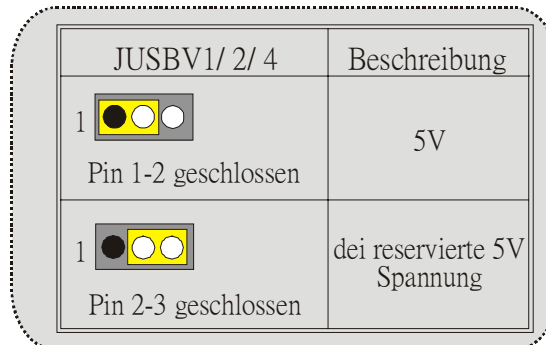 JUSBV1/ 2/ 4
Beschreibung
1
Pin 1-2 geschlossen
5V
1
Pin 2-3 geschlossen
dei reservierte 5V
Spannung